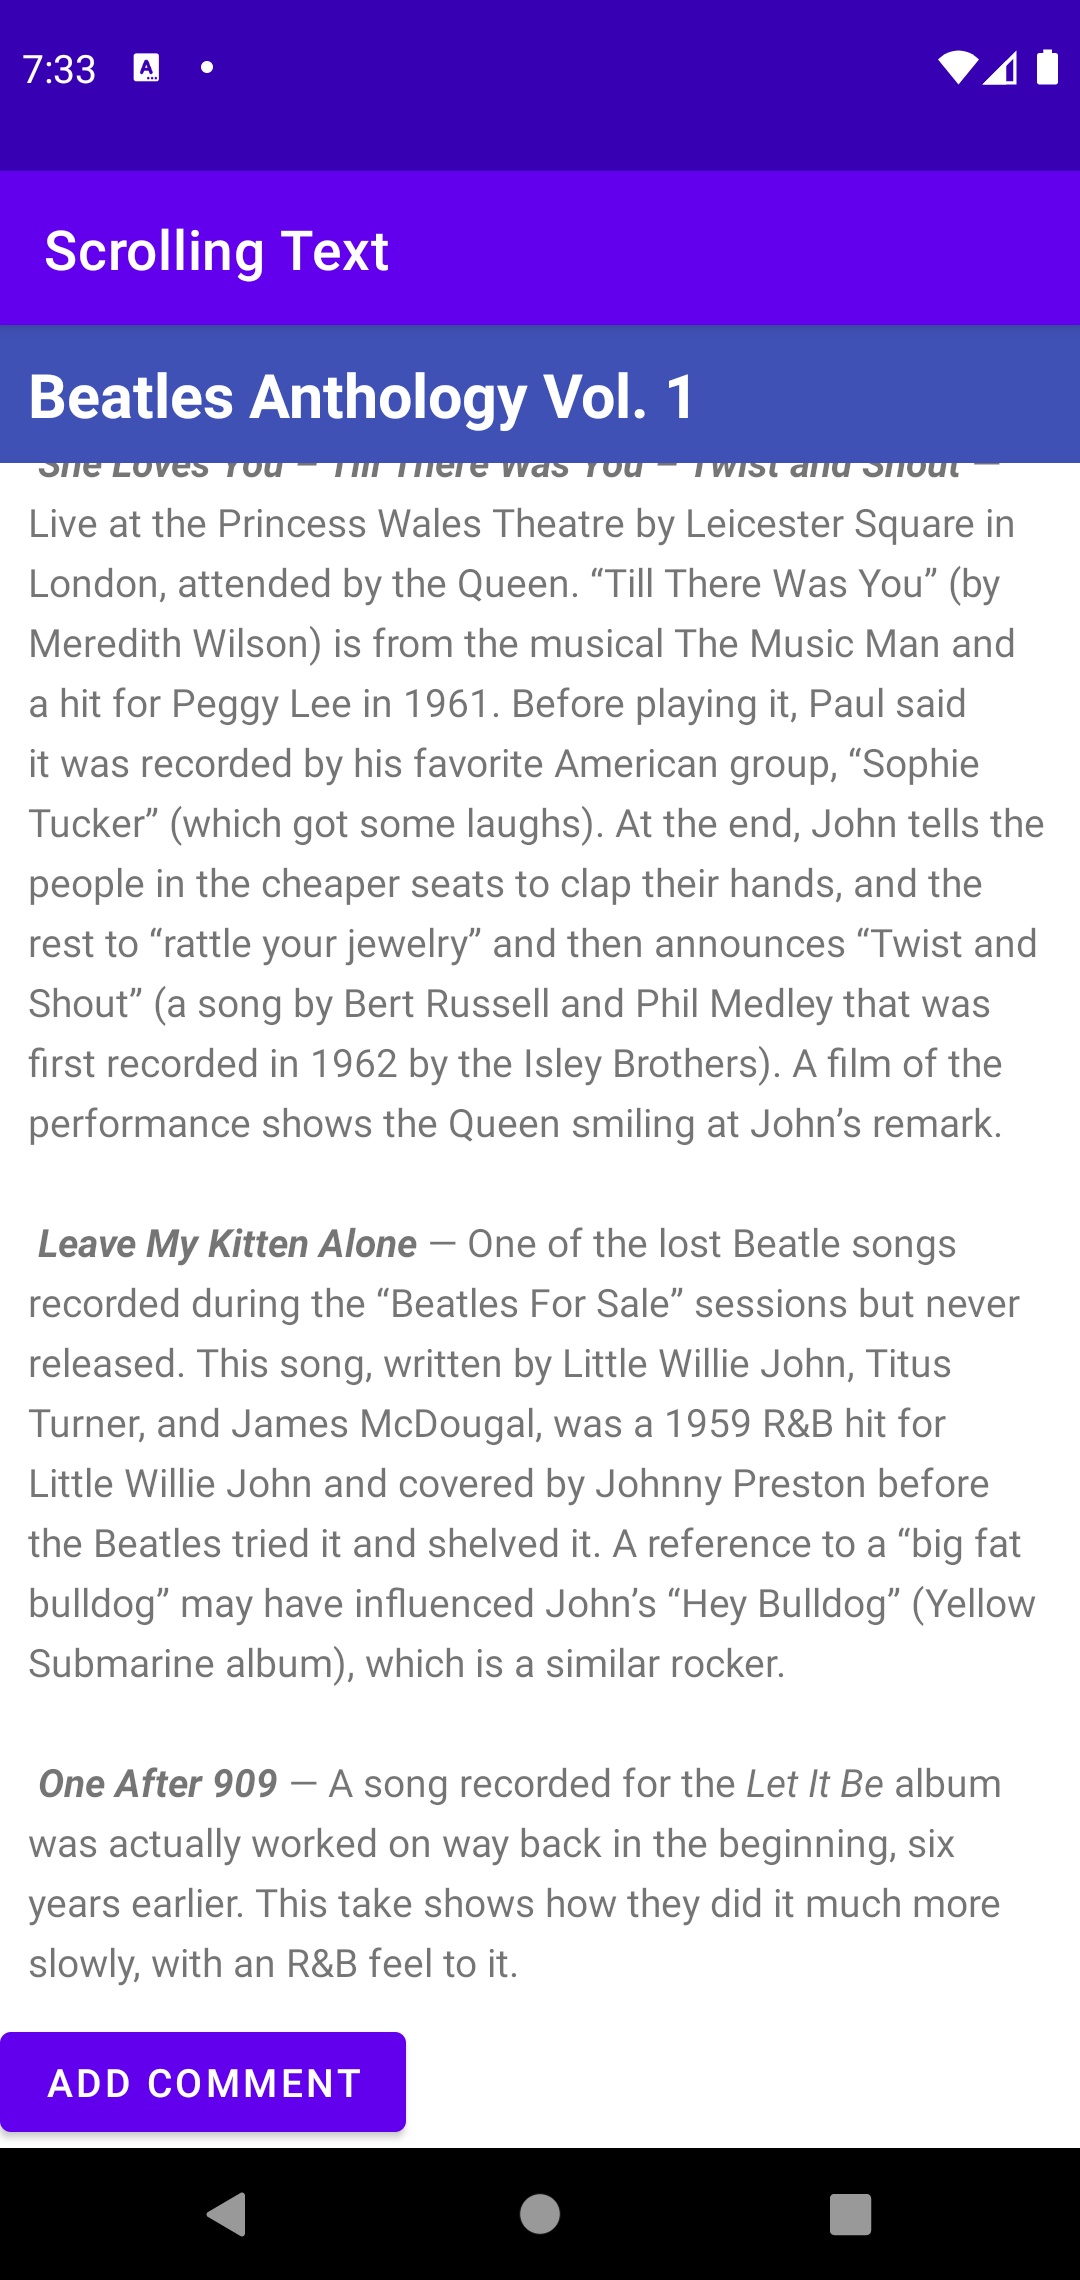 7:33
Scrolling Text
Beatles Anthology Vol. 1
She Loves You – Till There Was You – Twist and Shout —
Live at the Princess Wales Theatre by Leicester Square in
London, attended by the Queen. “Till There Was You” (by
Meredith Wilson) is from the musical The Music Man and
a hit for Peggy Lee in 1961. Before playing it, Paul said
it was recorded by his favorite American group, “Sophie
Tucker” (which got some laughs). At the end, John tells the
people in the cheaper seats to clap their hands, and the
rest to “rattle your jewelry” and then announces “Twist and
Shout” (a song by Bert Russell and Phil Medley that was
first recorded in 1962 by the Isley Brothers). A film of the
performance shows the Queen smiling at John’s remark.
Leave My Kitten Alone — One of the lost Beatle songs
recorded during the “Beatles For Sale” sessions but never
released. This song, written by Little Willie John, Titus
Turner, and James McDougal, was a 1959 R&B hit for
Little Willie John and covered by Johnny Preston before
the Beatles tried it and shelved it. A reference to a “big fat
bulldog” may have influenced John’s “Hey Bulldog” (Yellow
Submarine album), which is a similar rocker.
One After 909 — A song recorded for the Let It Be album
was actually worked on way back in the beginning, six
years earlier. This take shows how they did it much more
slowly, with an R&B feel to it.
ADD COMMENT